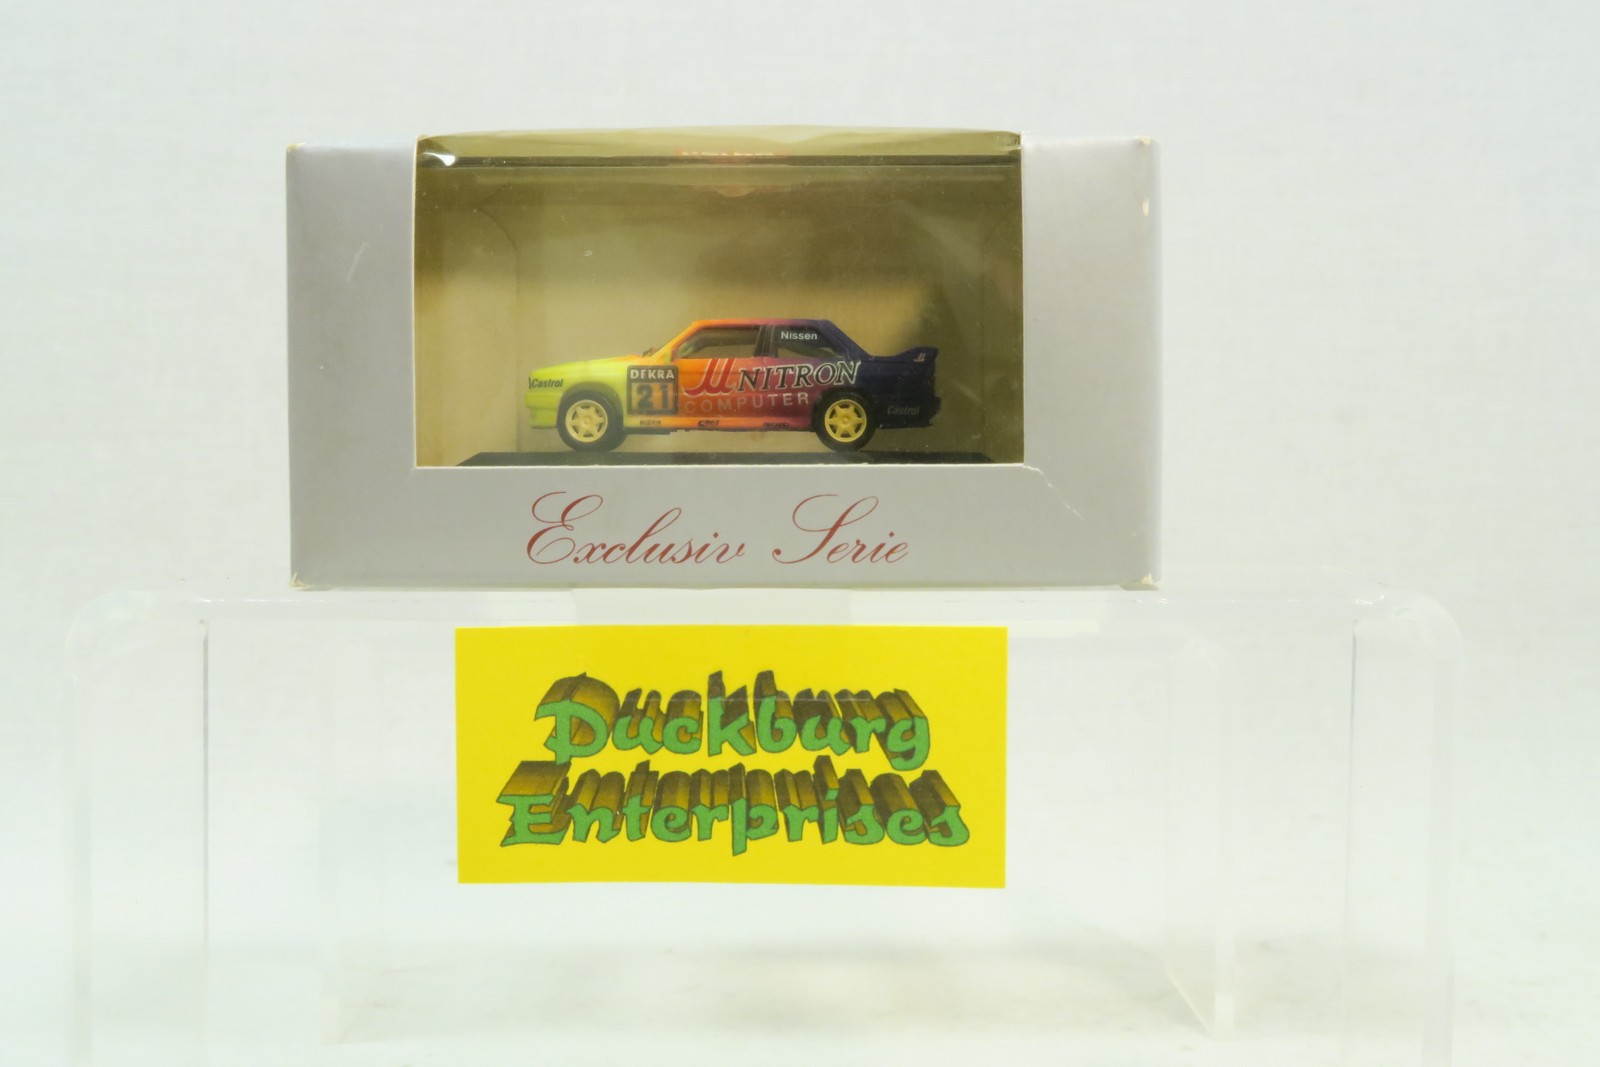 Nissen
Castrol
DEKRA
21
NITRON
COMPUTER
Castrol
Exclusiv Serie
Duckburg
Enterprises